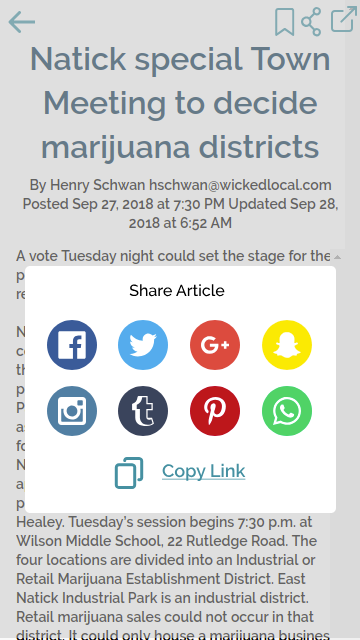 Natick special Town
Meeting to decide
marijuana districts
By Henry Schwan hschwan@wickedlocal.com
Posted Sep 27, 2018 at 7:30 PM Updated Sep 28,
2018 at 6:52 AM
A vote Tuesday night could set the stage for the
Share Article
Copy Link
Healey. Tuesday's session begins 7:30 p.m. at
Wilson Middle School, 22 Rutledge Road. The
four locations are divided into an Industrial or
Retail Marijuana Establishment District. East
Natick Industrial Park is an industrial district.
Retail marijuana sales could not occur in that
district. It could only house a marijuana business